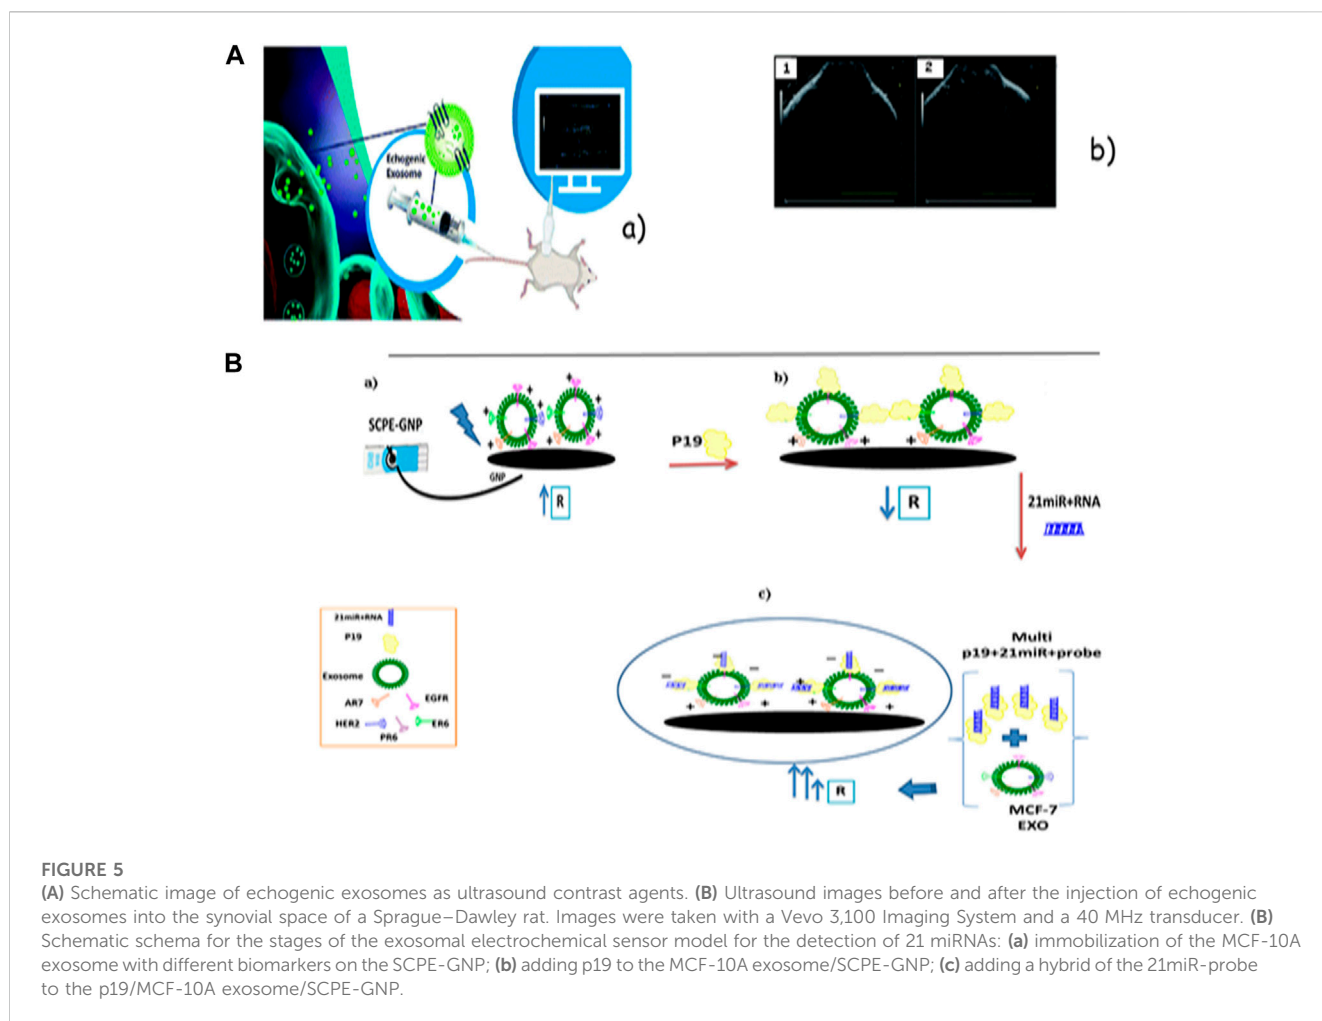 A
Echogenic
Exosome
a)
1
2
b)
B
a)
SCPE-GNP
GNP
R
P19
b)
R
21miR+RNA
c)
R
Multi
p19+21miR+probe
MCF-7
EXO
21miR+RNA
P19
Exosome
AR7
EGFR
HER2
ER6
PR6
FIGURE 5
(A) Schematic image of echogenic exosomes as ultrasound contrast agents. (B) Ultrasound images before and after the injection of echogenic
exosomes into the synovial space of a Sprague–Dawley rat. Images were taken with a Vevo 3,100 Imaging System and a 40 MHz transducer. (B)
Schematic schema for the stages of the exosomal electrochemical sensor model for the detection of 21 miRNAs: (a) immobilization of the MCF-10A
exosome with different biomarkers on the SCPE-GNP; (b) adding p19 to the MCF-10A exosome/SCPE-GNP; (c) adding a hybrid of the 21miR-probe
to the p19/MCF-10A exosome/SCPE-GNP.